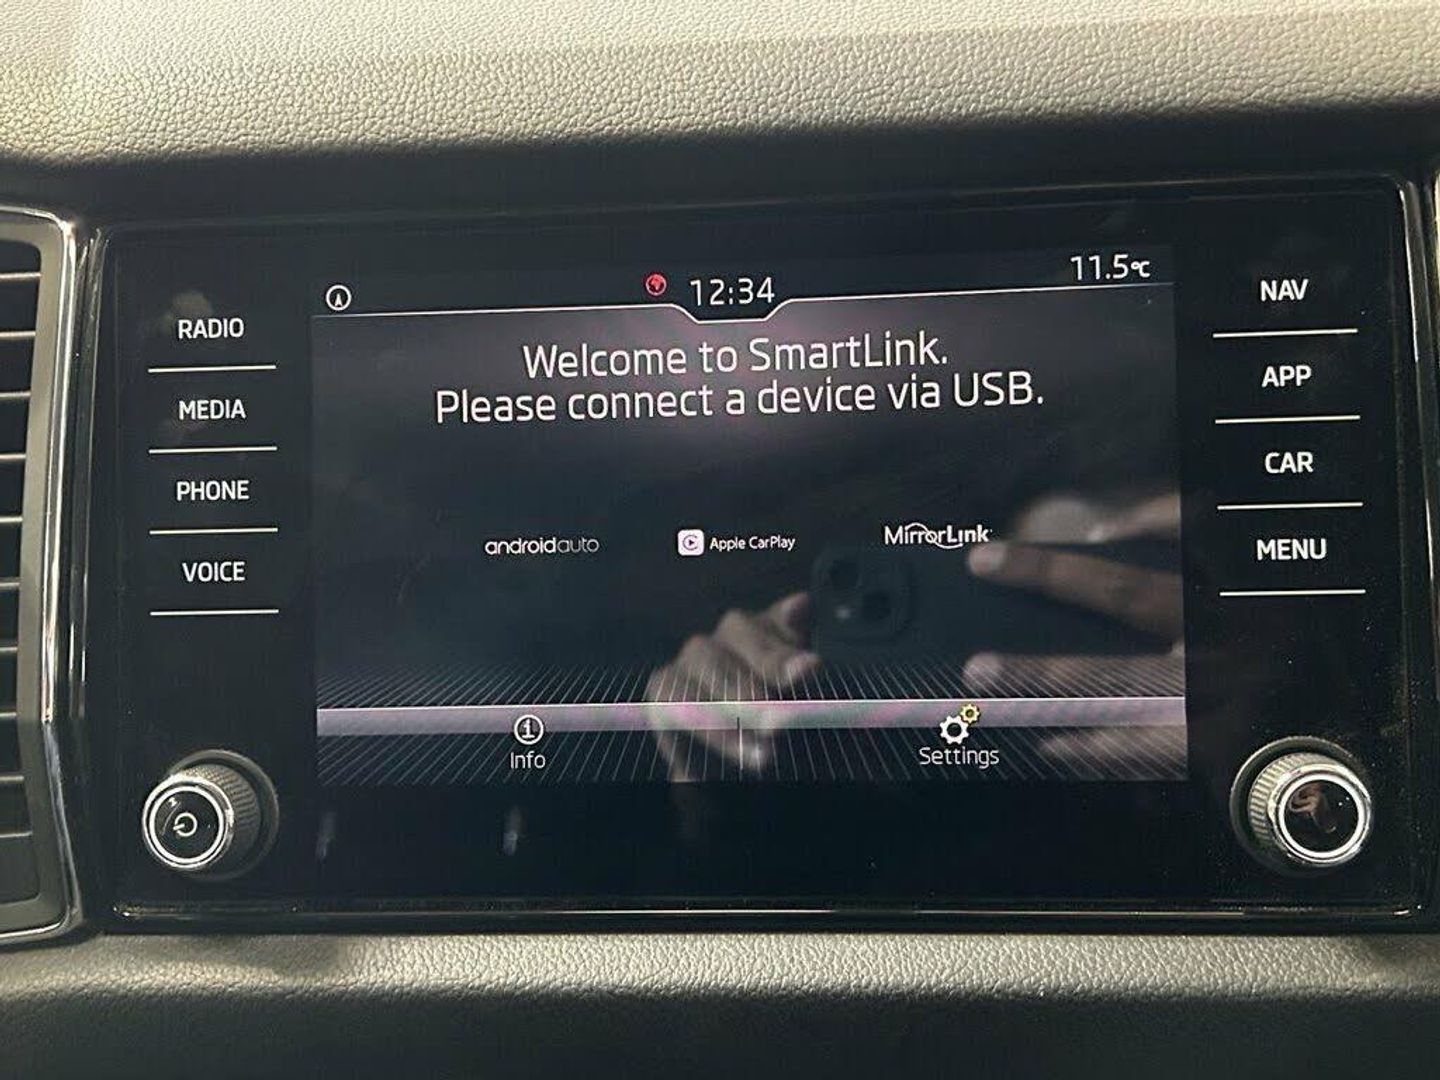 12:34
11.5°C
RADIO
MEDIA
PHONE
VOICE
Welcome to SmartLink.
Please connect a device via USB.
androidauto
Apple CarPlay
MirrorLink
Info
Settings
NAV
APP
CAR
MENU